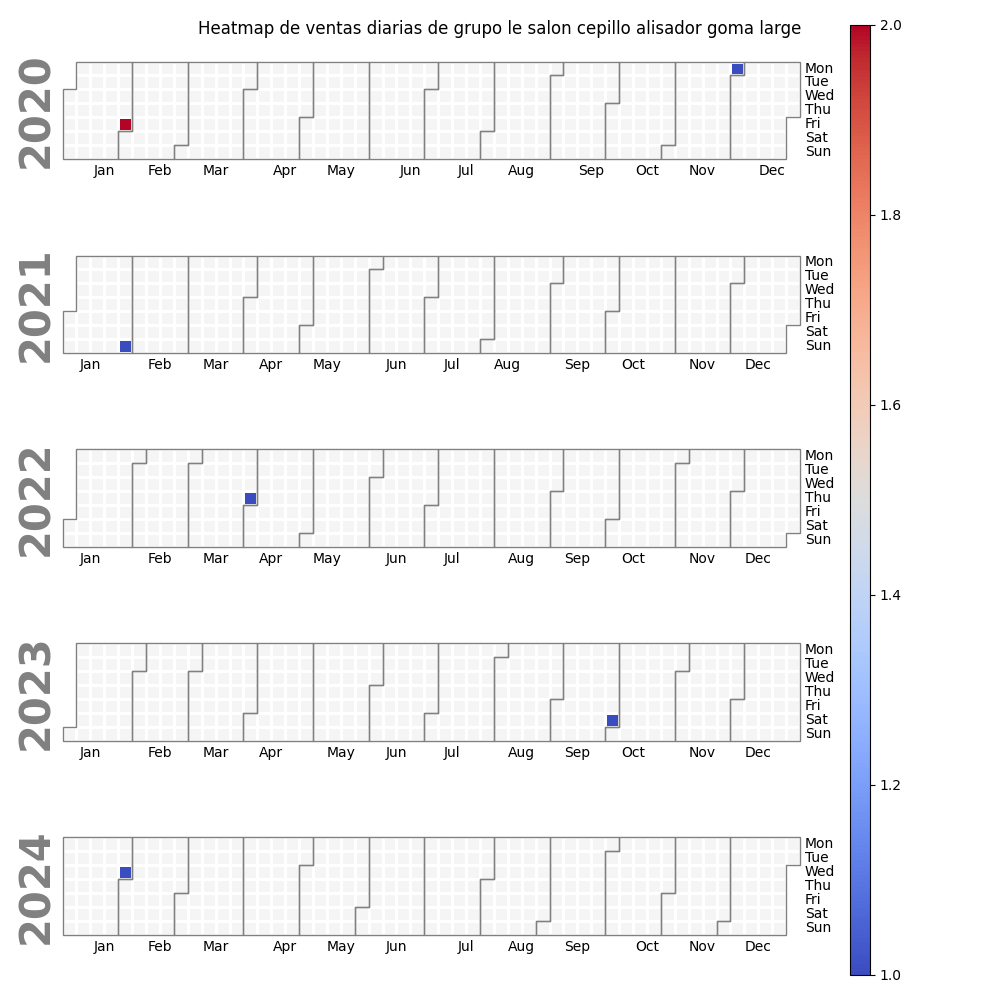 Heatmap de ventas diarias de grupo le salon cepillo alisador goma large
2020
Mon
Tue
Wed
Thu
Fri
Sat
Sun
Jan Feb Mar Apr May Jun Jul Aug Sep Oct Nov Dec
2021
Mon
Tue
Wed
Thu
Fri
Sat
Sun
Jan Feb Mar Apr May Jun Jul Aug Sep Oct Nov Dec
2022
Mon
Tue
Wed
Thu
Fri
Sat
Sun
Jan Feb Mar Apr May Jun Jul Aug Sep Oct Nov Dec
2023
Mon
Tue
Wed
Thu
Fri
Sat
Sun
Jan Feb Mar Apr May Jun Jul Aug Sep Oct Nov Dec
2024
Mon
Tue
Wed
Thu
Fri
Sat
Sun
Jan Feb Mar Apr May Jun Jul Aug Sep Oct Nov Dec
2.0
1.8
1.6
1.4
1.2
1.0